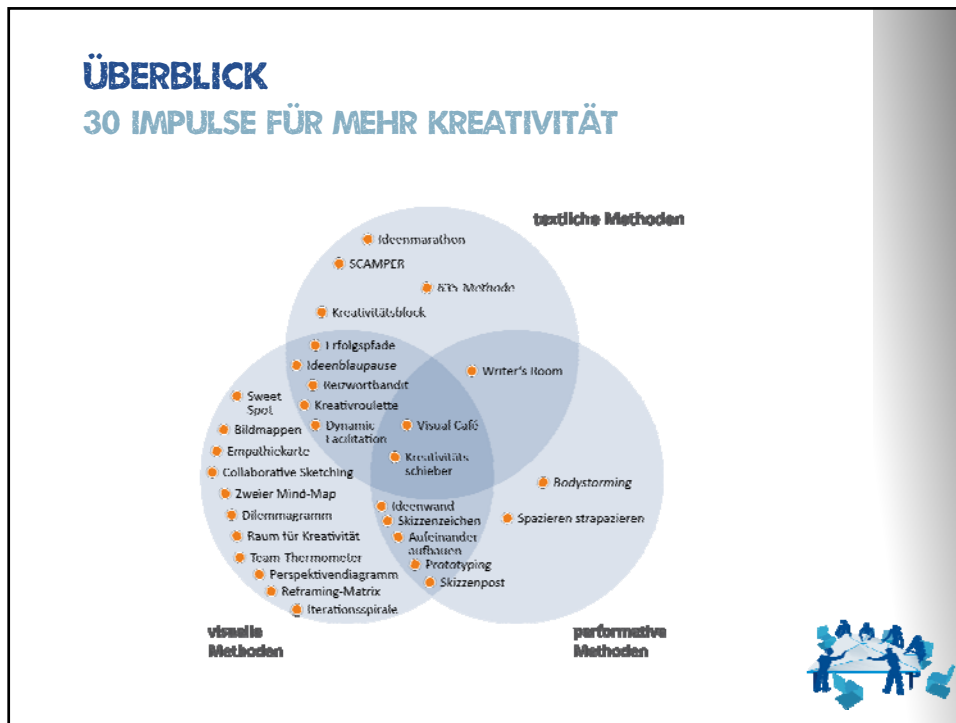 ÜBERBLICK
30 IMPULSE FÜR MEHR KREATIVITÄT
textliche Methoden
Ideenmarathon
SCAMPER
635-Methode
Kreativitätsblock
Erfolgspfade
Ideenblaupause
Writer's Room
Reizwortbandit
Sweet
Spot
Kreativroulette
Bildmappen
Dynamic
Facilitation
Visual Café
Empathiekarte
Kreativitäts
schieber
Collaborative Sketching
Bodystorming
Zweier Mind-Map
Ideenwand
Dilemmagramm
Skizzenzeichen
Spazieren strapazieren
Raum für Kreativität
Aufeinander
aufbauen
Team Thermometer
Prototyping
Perspektivendiagramm
Skizzenpost
Reframing-Matrix
Iterationsspirale
visuelle
Methoden
performative
Methoden